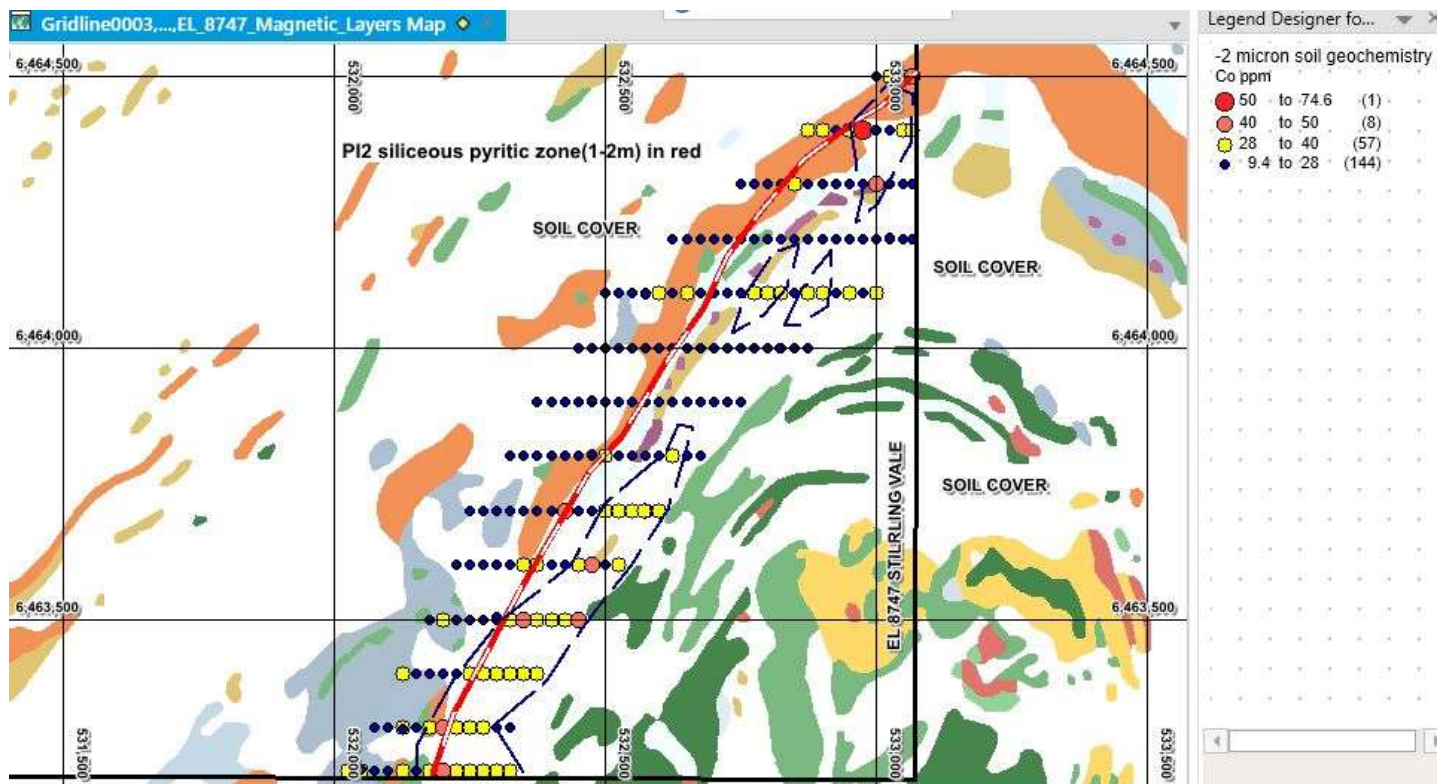 Gridline0003,...,EL_8747_Magnetic_Layers Map
Legend Designer fo...
-2 micron soil geochemistry
Co ppm
50 to 74.6 (1)
40 to 50 (8)
28 to 40 (57)
9.4 to 28 (144)
6,464,500
532,000
532,500
533,000
6,464,500
PI2 siliceous pyritic zone(1-2m) in red
SOIL COVER
SOIL COVER
6,464,000
6,464,000
EL 8747 STILRLING VALE
SOIL COVER
6,463,500
6,463,500
531,500
532,000
532,500
533,000
533,500